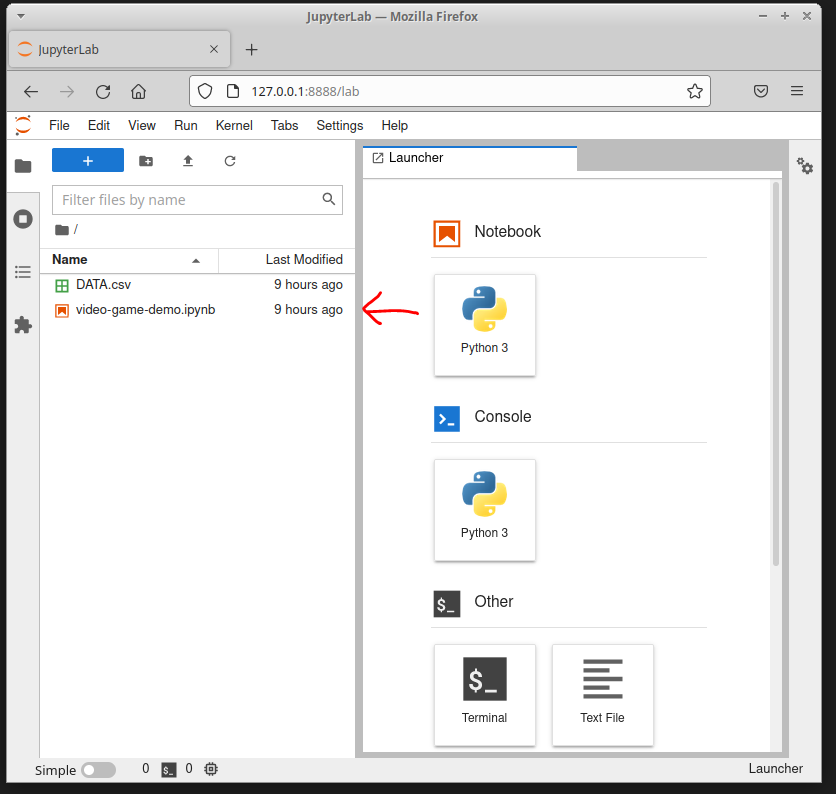 JupyterLab — Mozilla Firefox
JupyterLab
127.0.0.1:8888/lab
File Edit View Run Kernel Tabs Settings Help
Launcher
Filter files by name
/
Name Last Modified
DATA.csv 9 hours ago
video-game-demo.ipynb 9 hours ago
Notebook
Python 3
Console
Python 3
$_ Other
$_
Terminal Text File
Simple 0 $_ 0 Launcher